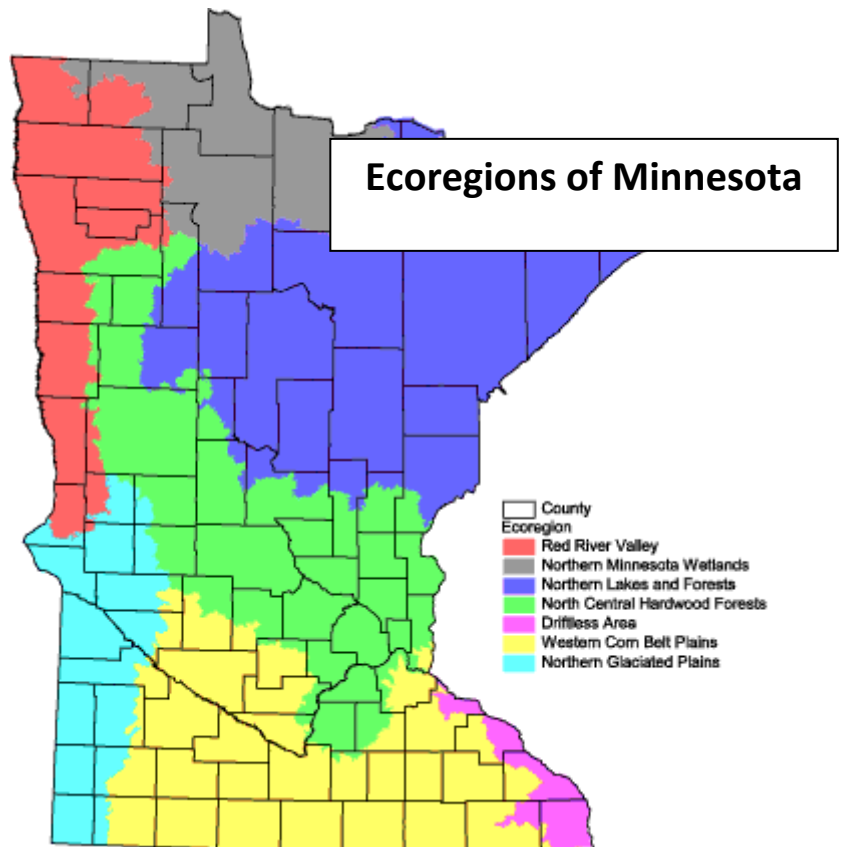 Ecoregions of Minnesota
County
Ecoregion
Red River Valley
Northern Minnesota Wetlands
Northern Lakes and Forests
North Central Hardwood Forests
Driftless Area
Western Corn Belt Plains
Northern Glaciated Plains